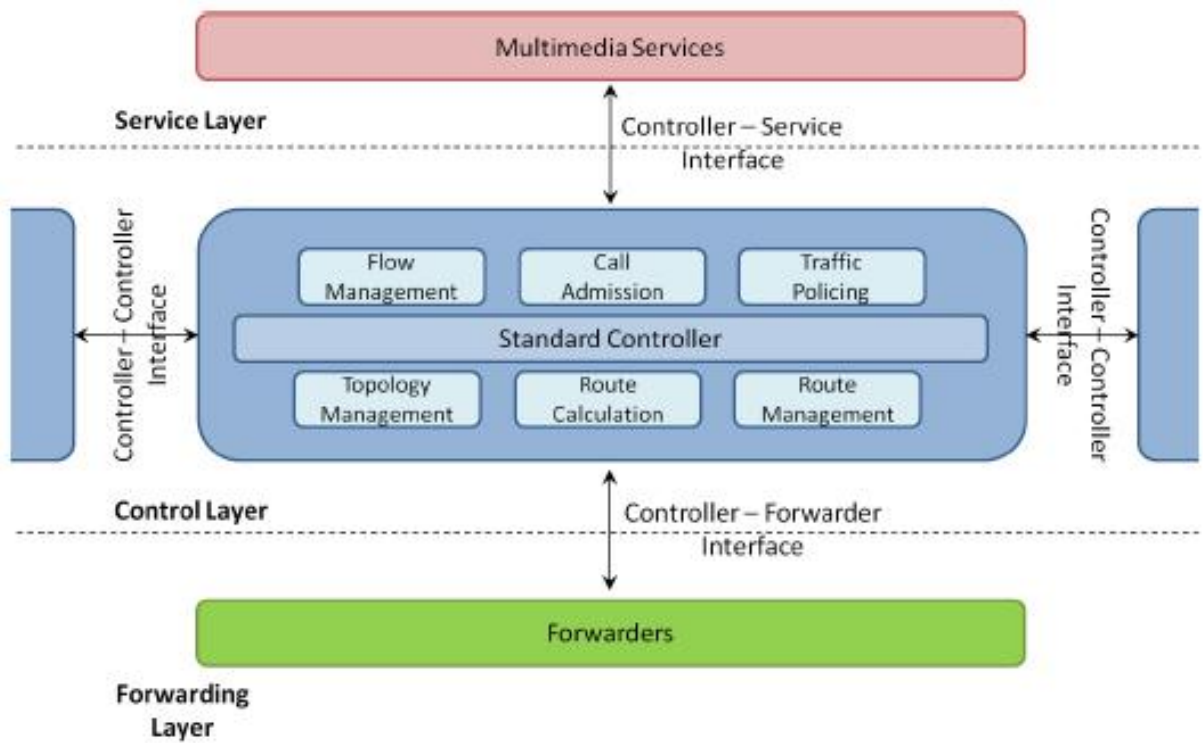 Multimedia Services
Service Layer
Controller – Service
Interface
Controller – Controller
Interface
Flow
Management
Call
Admission
Traffic
Policing
Standard Controller
Topology
Management
Route
Calculation
Route
Management
Controller – Controller
Interface
Control Layer
Controller – Forwarder
Interface
Forwarders
Forwarding
Layer